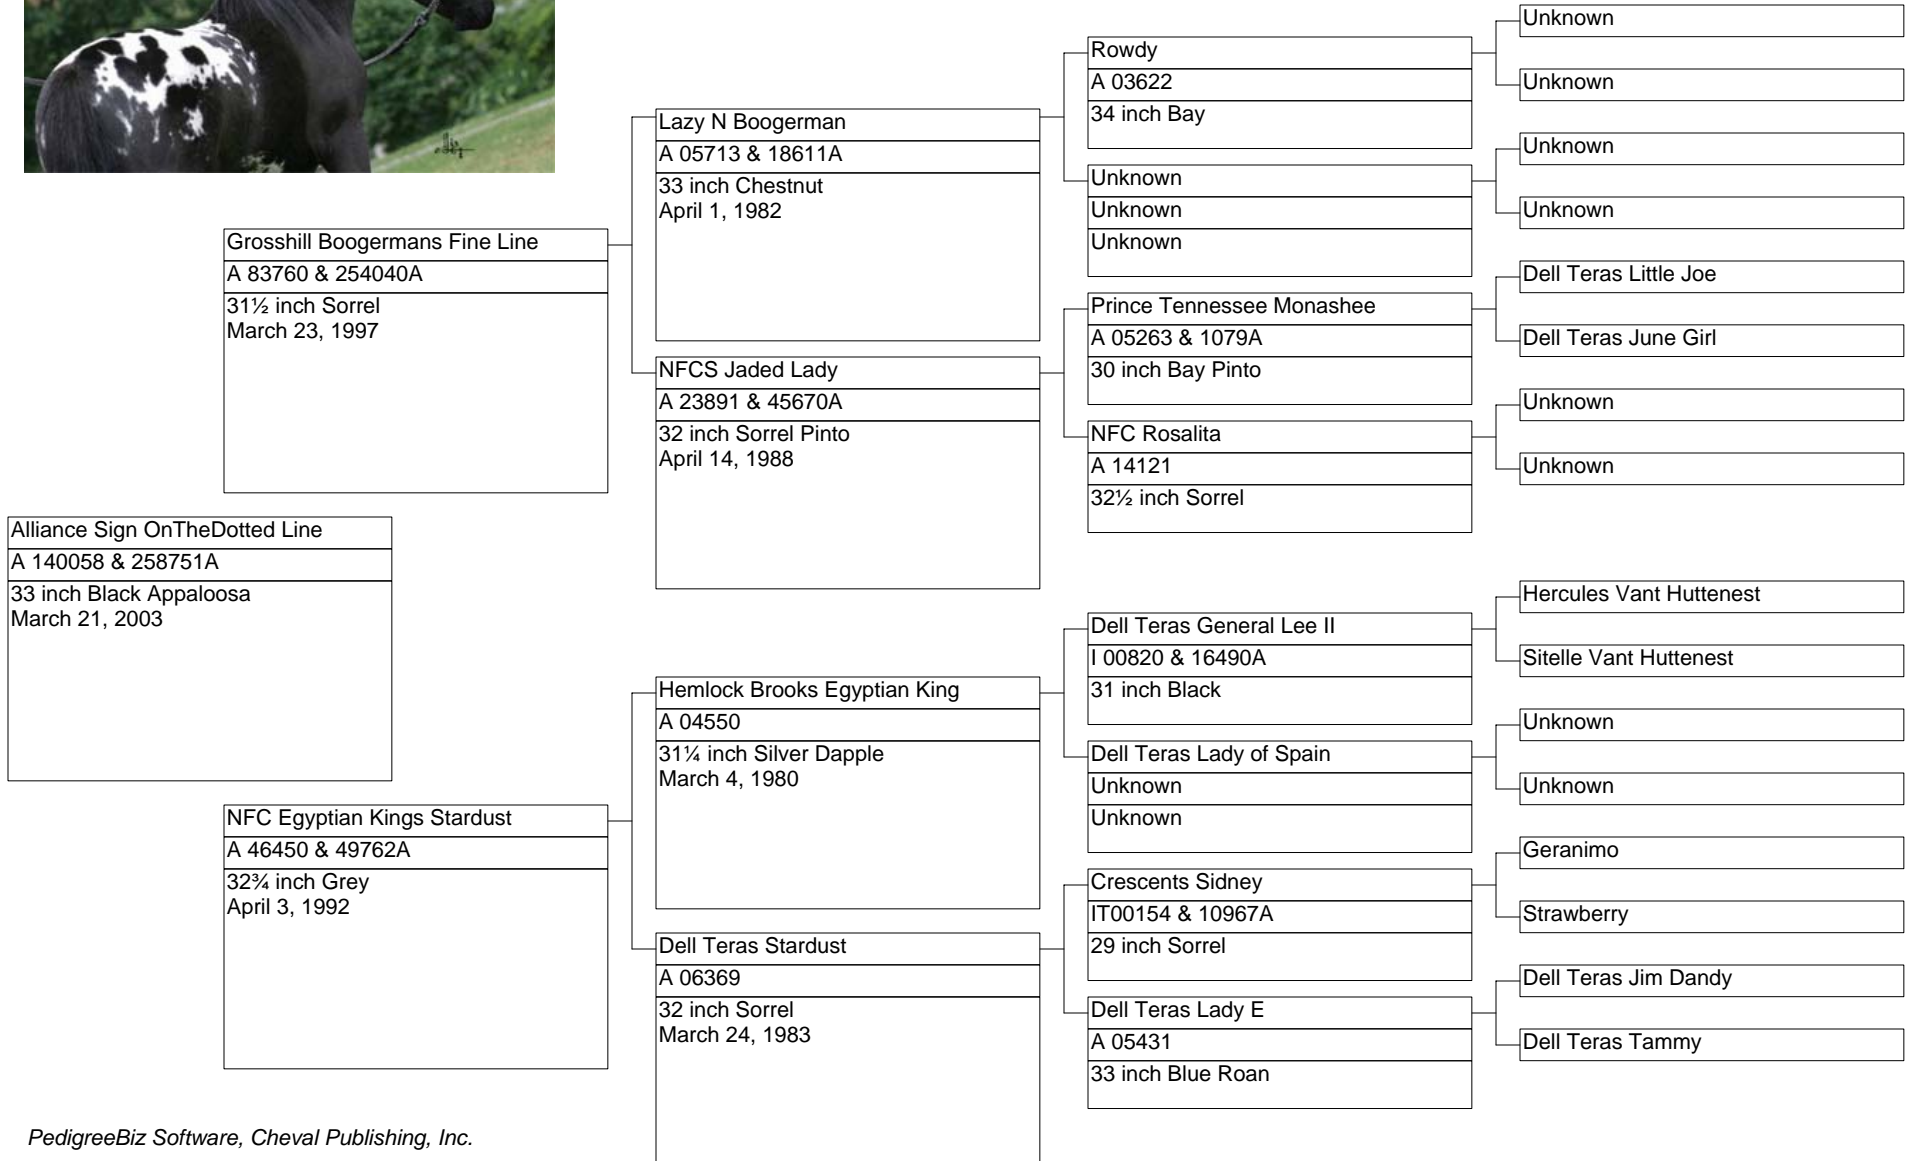 Unknown
Rowdy
A 03622
34 inch Bay
Unknown
Lazy N Boogerman
A 05713 & 18611A
33 inch Chestnut
April 1, 1982
Unknown
Unknown
Unknown
Unknown
Unknown
Grosshill Boogermans Fine Line
A 83760 & 254040A
31½ inch Sorrel
March 23, 1997
Dell Teras Little Joe
Prince Tennessee Monashee
A 05263 & 1079A
30 inch Bay Pinto
Dell Teras June Girl
NFCS Jaded Lady
A 23891 & 45670A
32 inch Sorrel Pinto
April 14, 1988
Unknown
NFC Rosalita
A 14121
32½ inch Sorrel
Unknown
Alliance Sign OnTheDotted Line
A 140058 & 258751A
33 inch Black Appaloosa
March 21, 2003
Hercules Vant Huttenest
Dell Teras General Lee II
I 00820 & 16490A
31 inch Black
Sitelle Vant Huttenest
Hemlock Brooks Egyptian King
A 04550
31¼ inch Silver Dapple
March 4, 1980
Unknown
Dell Teras Lady of Spain
Unknown
Unknown
Unknown
NFC Egyptian Kings Stardust
A 46450 & 49762A
32¾ inch Grey
April 3, 1992
Geranimo
Crescents Sidney
IT00154 & 10967A
29 inch Sorrel
Strawberry
Dell Teras Stardust
A 06369
32 inch Sorrel
March 24, 1983
Dell Teras Jim Dandy
Dell Teras Lady E
A 05431
33 inch Blue Roan
Dell Teras Tammy
PedigreeBiz Software, Cheval Publishing, Inc.